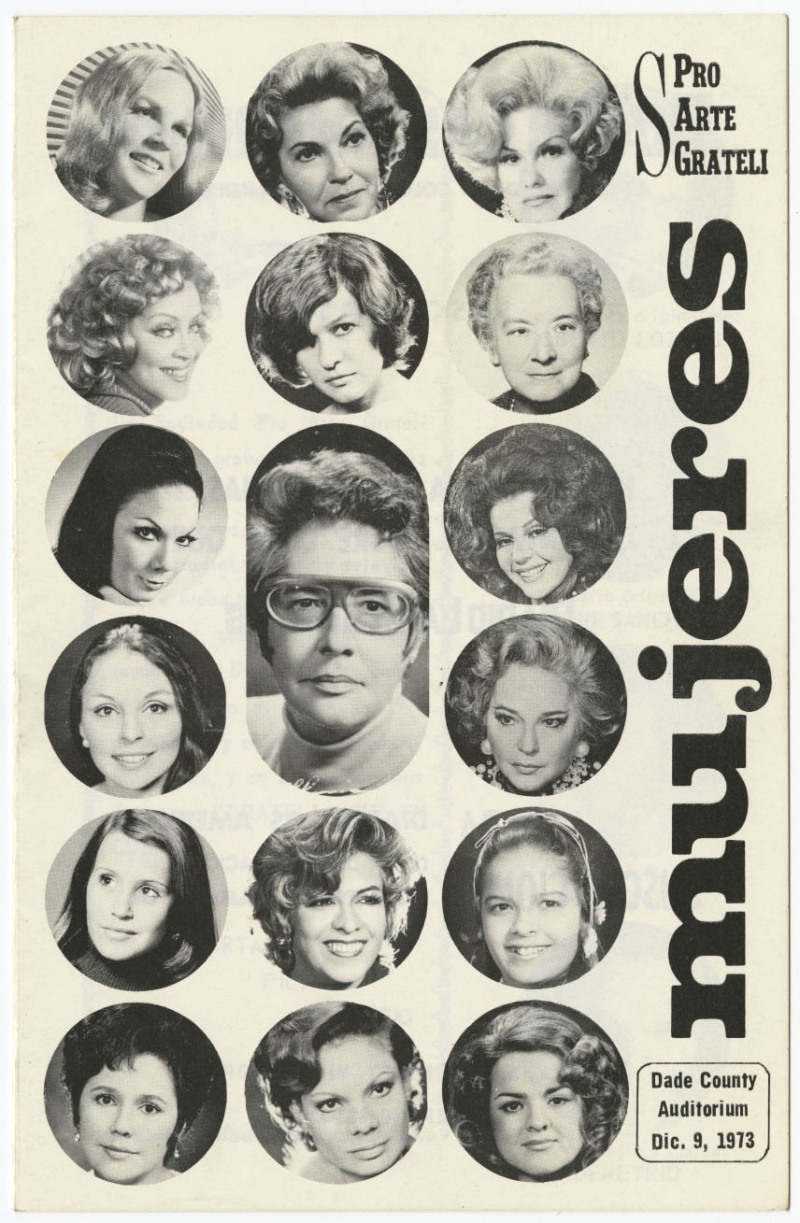 S PRO
ARTE
GRATELI
mujeres
Dade County
Auditorium
Dic. 9, 1973